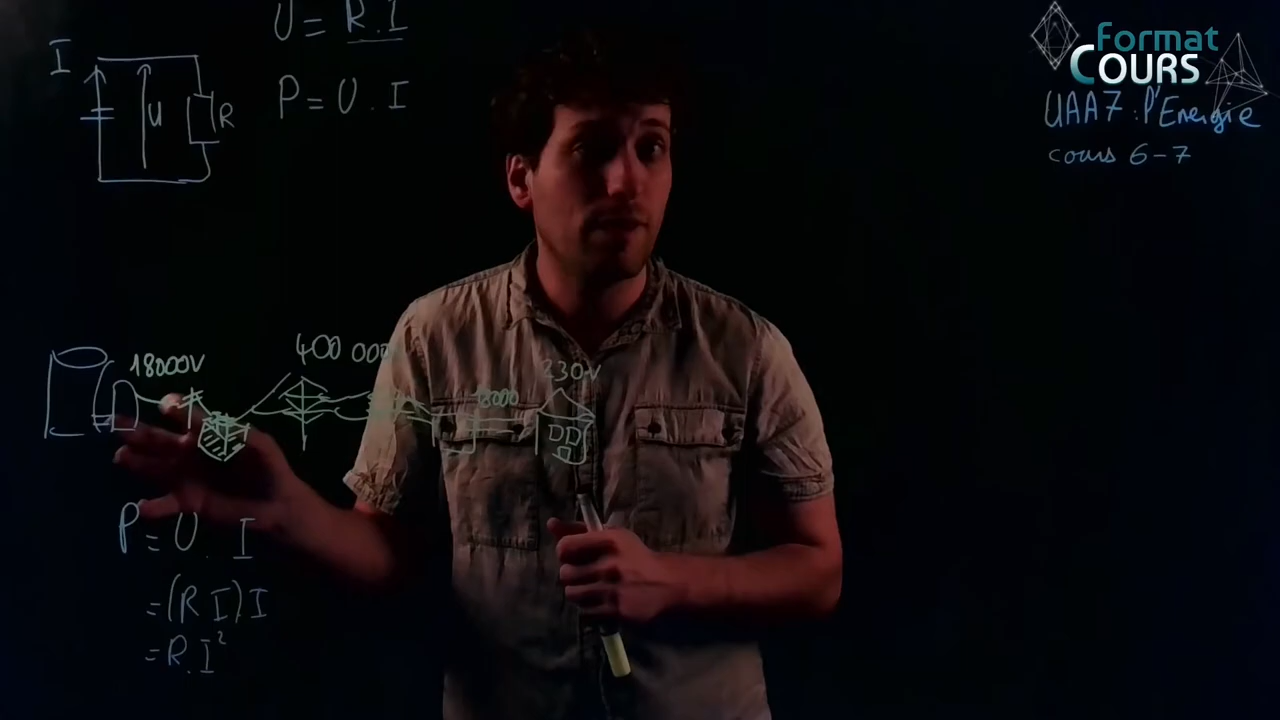 U = R.I
I
U
R
P = U.I
Format
COURS
UAA7 : l'Energie
cours 6-7
18000V
400 000
230V
P = U . I
= (R I) I
= R.I²